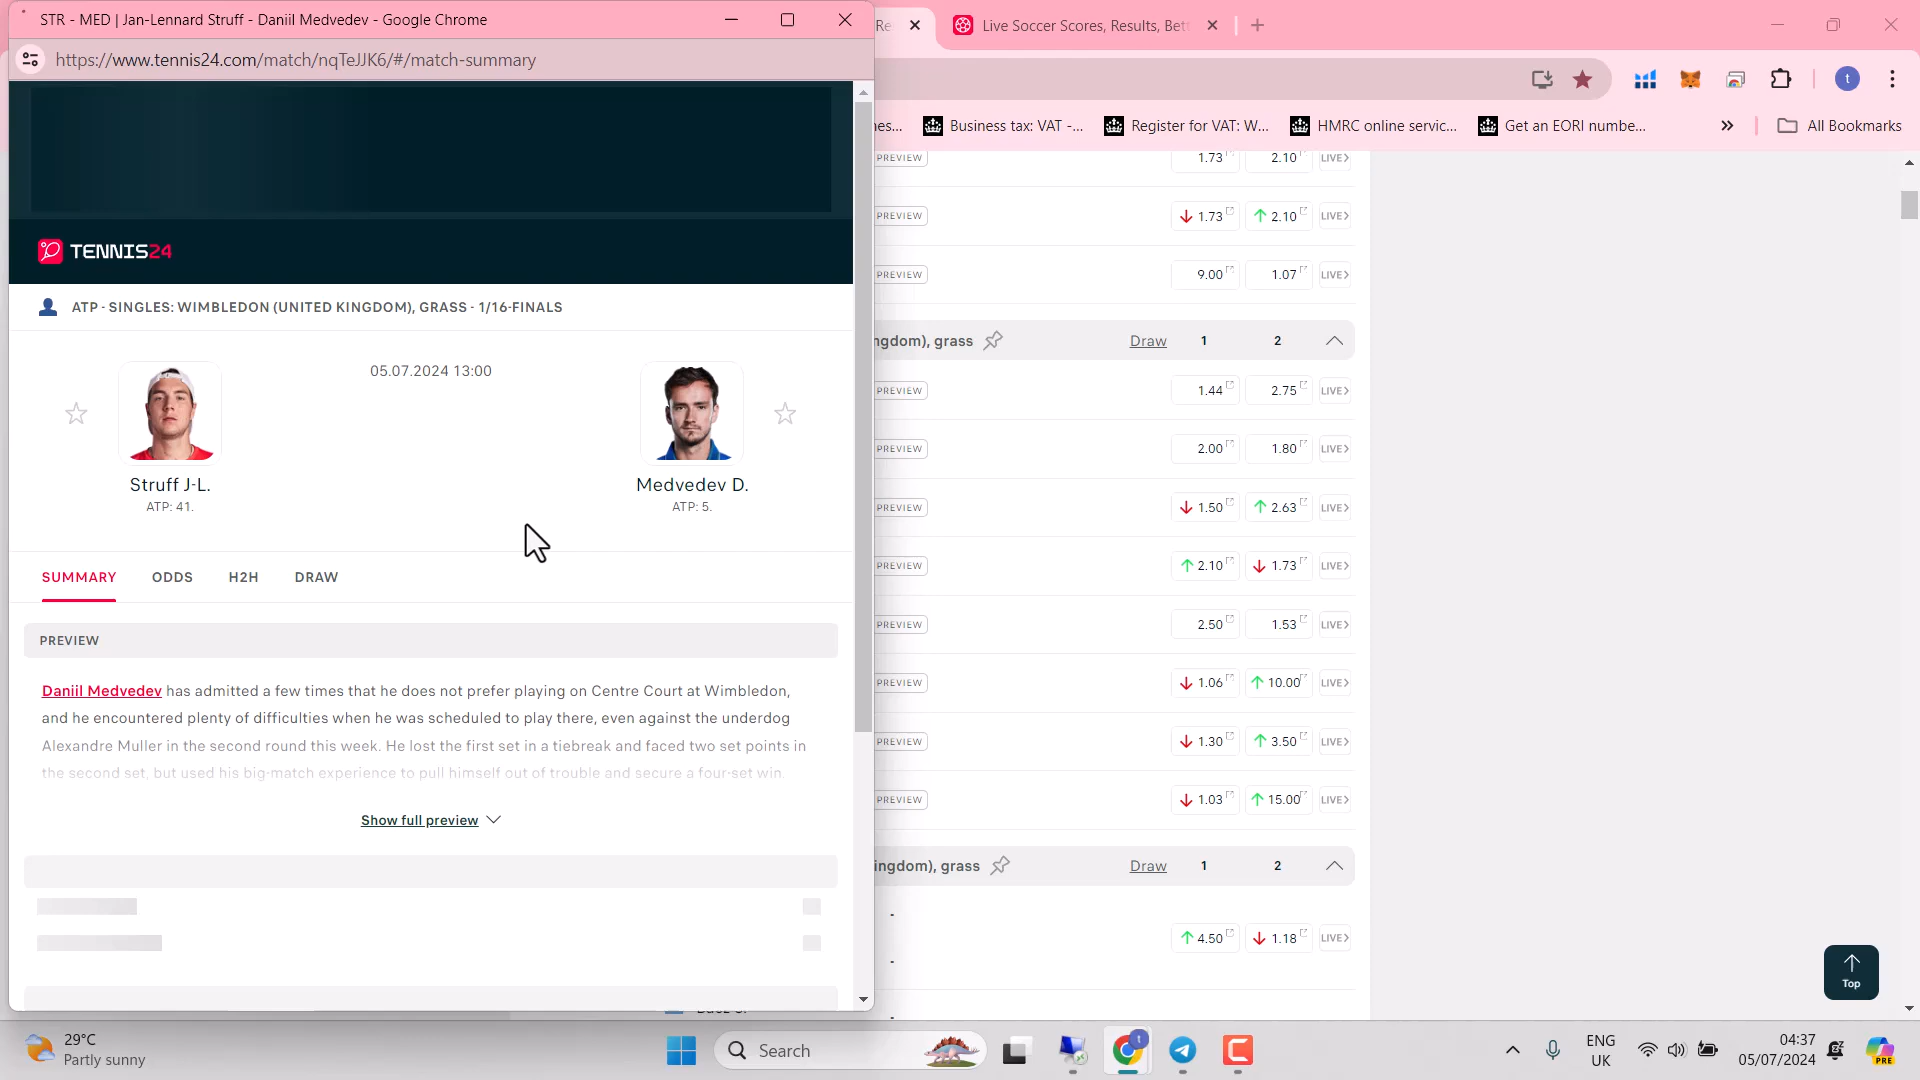 STR - MED | Jan-Lennard Struff - Daniil Medvedev - Google Chrome
Live Soccer Scores, Results, Bet
https://www.tennis24.com/match/nqTeJJK6/#/match-summary
t
Business tax: VAT -...
Register for VAT: W...
HMRC online servic...
Get an EORI numbe...
All Bookmarks
TENNIS24
ATP - SINGLES: WIMBLEDON (UNITED KINGDOM), GRASS - 1/16-FINALS
05.07.2024 13:00
Struff J-L.
ATP: 41.
Medvedev D.
ATP: 5.
SUMMARY ODDS H2H DRAW
PREVIEW
Daniil Medvedev has admitted a few times that he does not prefer playing on Centre Court at Wimbledon,
and he encountered plenty of difficulties when he was scheduled to play there, even against the underdog
Alexandre Muller in the second round this week. He lost the first set in a tiebreak and faced two set points in
the second set, but used his big-match experience to pull himself out of trouble and secure a four-set win.
Show full preview
PREVIEW 1.73 2.10 LIVE
PREVIEW 1.73 2.10 LIVE
PREVIEW 9.00 1.07 LIVE
ngdom), grass Draw 1 2
PREVIEW 1.44 2.75 LIVE
PREVIEW 2.00 1.80 LIVE
PREVIEW 1.50 2.63 LIVE
PREVIEW 2.10 1.73 LIVE
PREVIEW 2.50 1.53 LIVE
PREVIEW 1.06 10.00 LIVE
PREVIEW 1.30 3.50 LIVE
PREVIEW 1.03 15.00 LIVE
ingdom), grass Draw 1 2
-
4.50 1.18 LIVE
-
Top
29°C
Partly sunny
Search
ENG
UK
04:37
05/07/2024
PRE